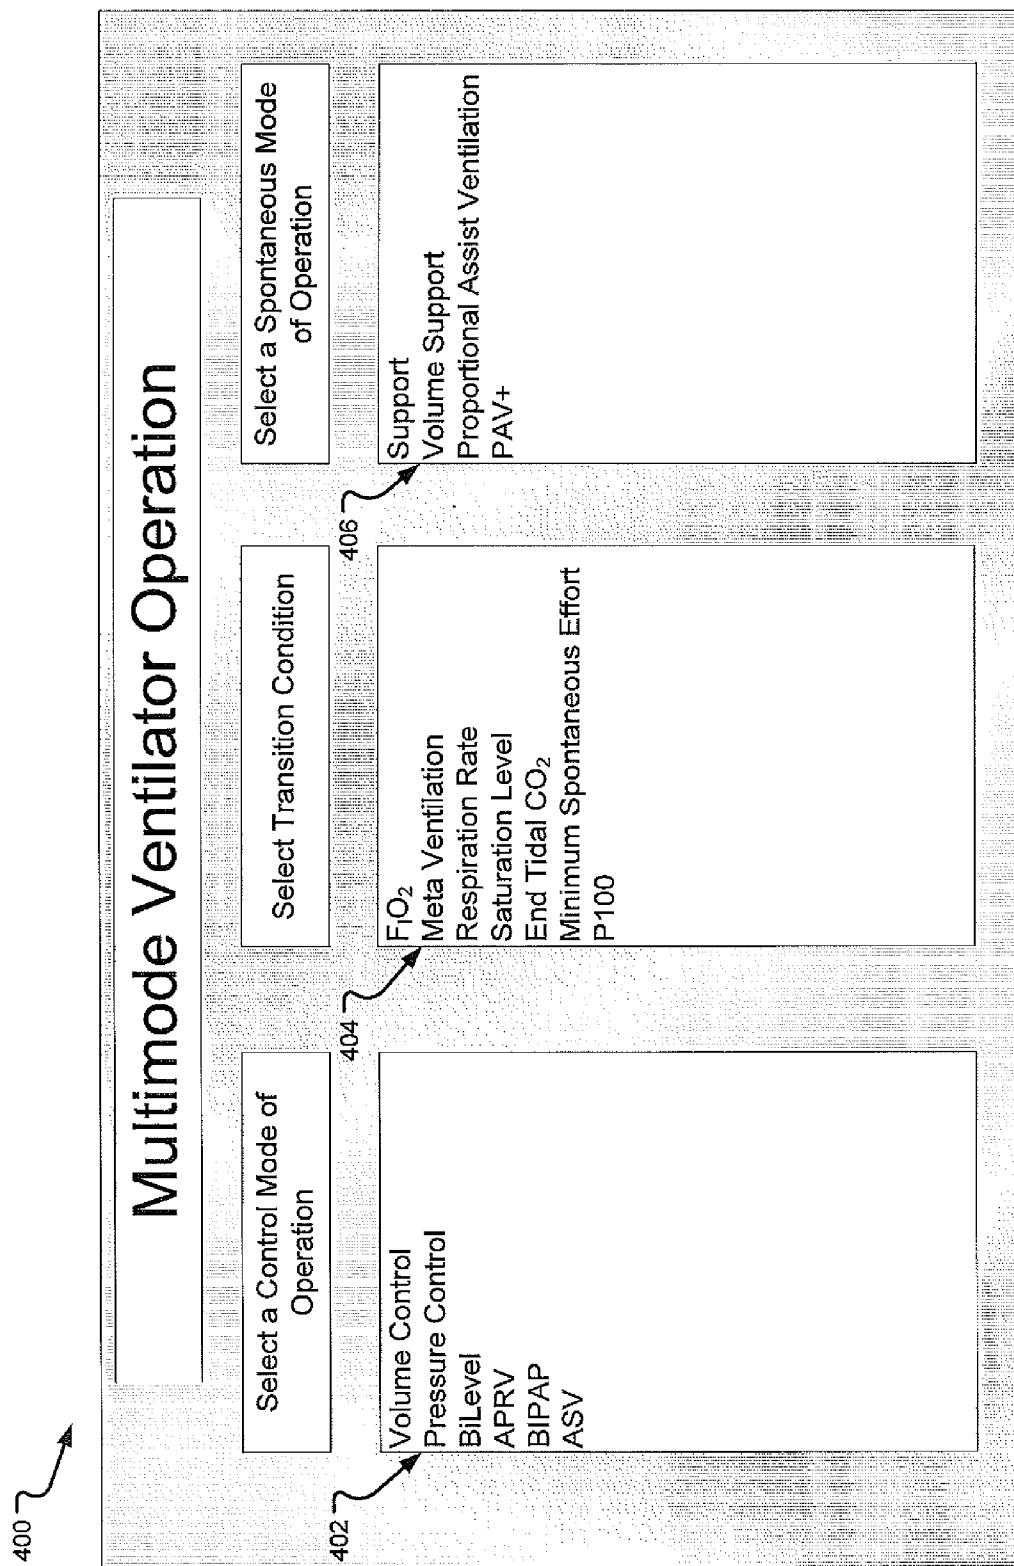 400
Multimode Ventilator Operation
Select a Control Mode of
Operation
402
Volume Control
Pressure Control
BiLevel
APRV
BIPAP
ASV
Select Transition Condition
404
FIO₂
Meta Ventilation
Respiration Rate
Saturation Level
End Tidal CO₂
Minimum Spontaneous Effort
P100
Select a Spontaneous Mode
of Operation
406
Support
Volume Support
Proportional Assist Ventilation
PAV+